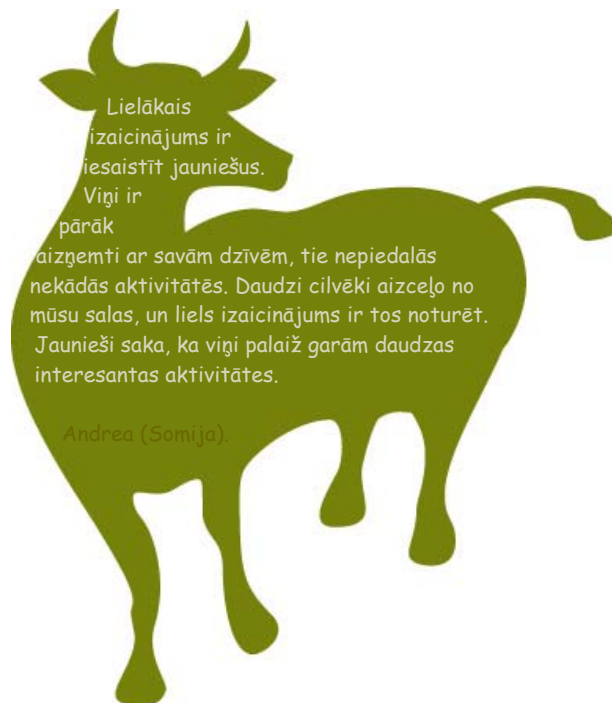 Lielākais
izaicinājums ir
iesaistīt jauniešus.
Viņi ir
pārāk
aizņemti ar savām dzīvēm, tie nepiedalās
nekādās aktivitātēs. Daudzi cilvēki aizceļo no
mūsu salas, un liels izaicinājums ir tos noturēt.
Jaunieši saka, ka viņi palaiž garām daudzas
interesantas aktivitātes.
Andrea (Somija).